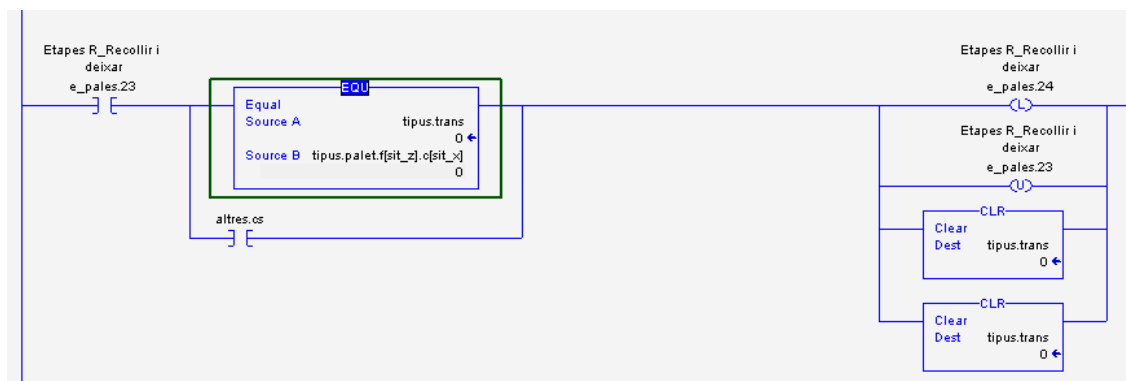 Etapes R_Recollir i
deixar
e_pales.23
EQU
Equal
Source A tipus.trans
0
Source B tipus.palet.f[sit_z].c[sit_x]
0
altres.cs
Etapes R_Recollir i
deixar
e_pales.24
L
Etapes R_Recollir i
deixar
e_pales.23
U
CLR
Clear
Dest tipus.trans
0
CLR
Clear
Dest tipus.trans
0